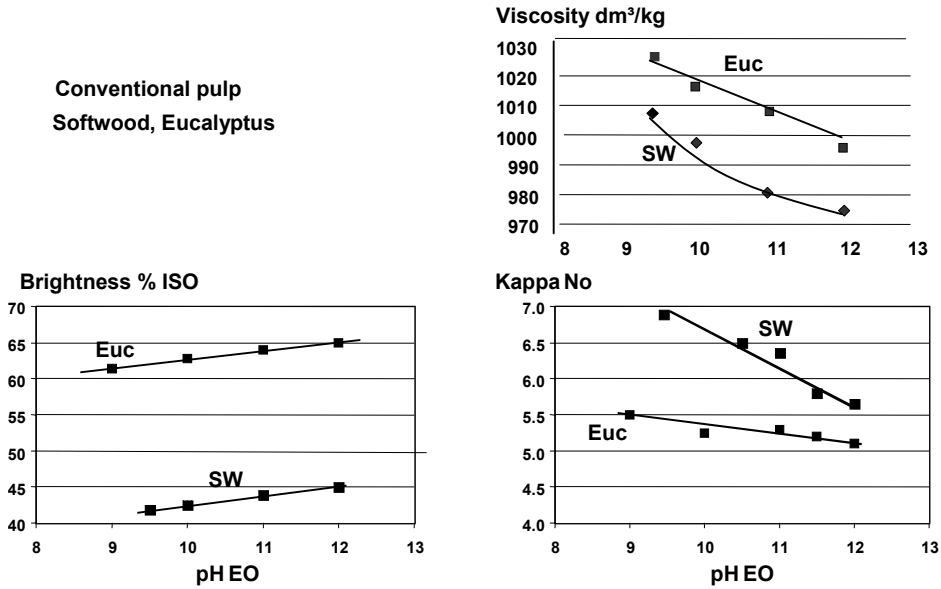 Conventional pulp
Softwood, Eucalyptus
Viscosity dm³/kg
1030
1020
1010
1000
990
980
970
Euc
SW
8 9 10 11 12 13
Brightness % ISO
70
65
60
55
50
45
40
Euc
SW
8 9 10 11 12 13
pH EO
Kappa No
7.0
6.5
6.0
5.5
5.0
4.5
4.0
SW
Euc
8 9 10 11 12 13
pH EO